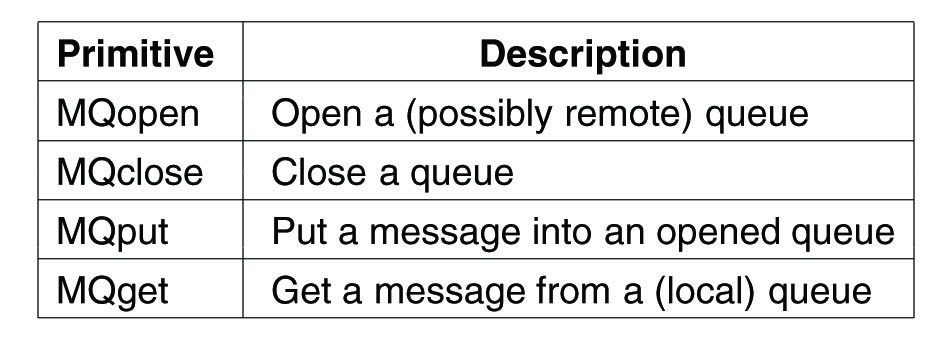 Primitive Description
MQopen Open a (possibly remote) queue
MQclose Close a queue
MQput Put a message into an opened queue
MQget Get a message from a (local) queue